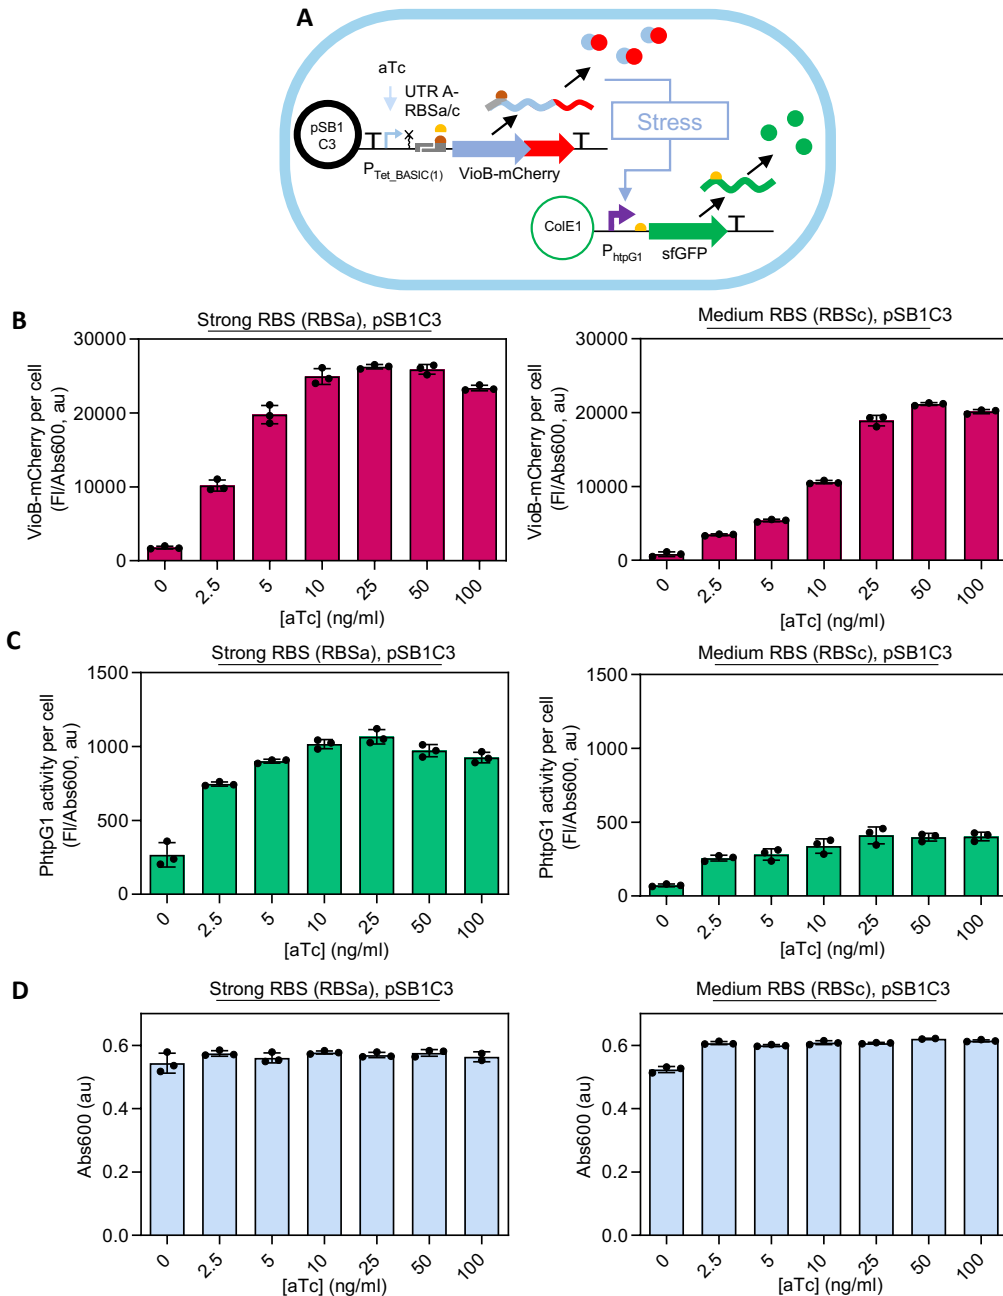 A
aTc
UTR A-
RBSa/c
pSB1
C3
PTet_BASIC(1)
VioB-mCherry
Stress
ColE1
PhtpG1
sfGFP
B
Strong RBS (RBSa), pSB1C3
VioB-mCherry per cell
(FI/Abs600, au)
30000
20000
10000
0
0 2.5 5 10 25 50 100
[aTc] (ng/ml)
Medium RBS (RBSc), pSB1C3
VioB-mCherry per cell
(FI/Abs600, au)
30000
20000
10000
0
0 2.5 5 10 25 50 100
[aTc] (ng/ml)
C
Strong RBS (RBSa), pSB1C3
PhtpG1 activity per cell
(FI/Abs600, au)
1500
1000
500
0
0 2.5 5 10 25 50 100
[aTc] (ng/ml)
Medium RBS (RBSc), pSB1C3
PhtpG1 activity per cell
(FI/Abs600, au)
1500
1000
500
0
0 2.5 5 10 25 50 100
[aTc] (ng/ml)
D
Strong RBS (RBSa), pSB1C3
Abs600 (au)
0.6
0.4
0.2
0.0
0 2.5 5 10 25 50 100
[aTc] (ng/ml)
Medium RBS (RBSc), pSB1C3
Abs600 (au)
0.6
0.4
0.2
0.0
0 2.5 5 10 25 50 100
[aTc] (ng/ml)